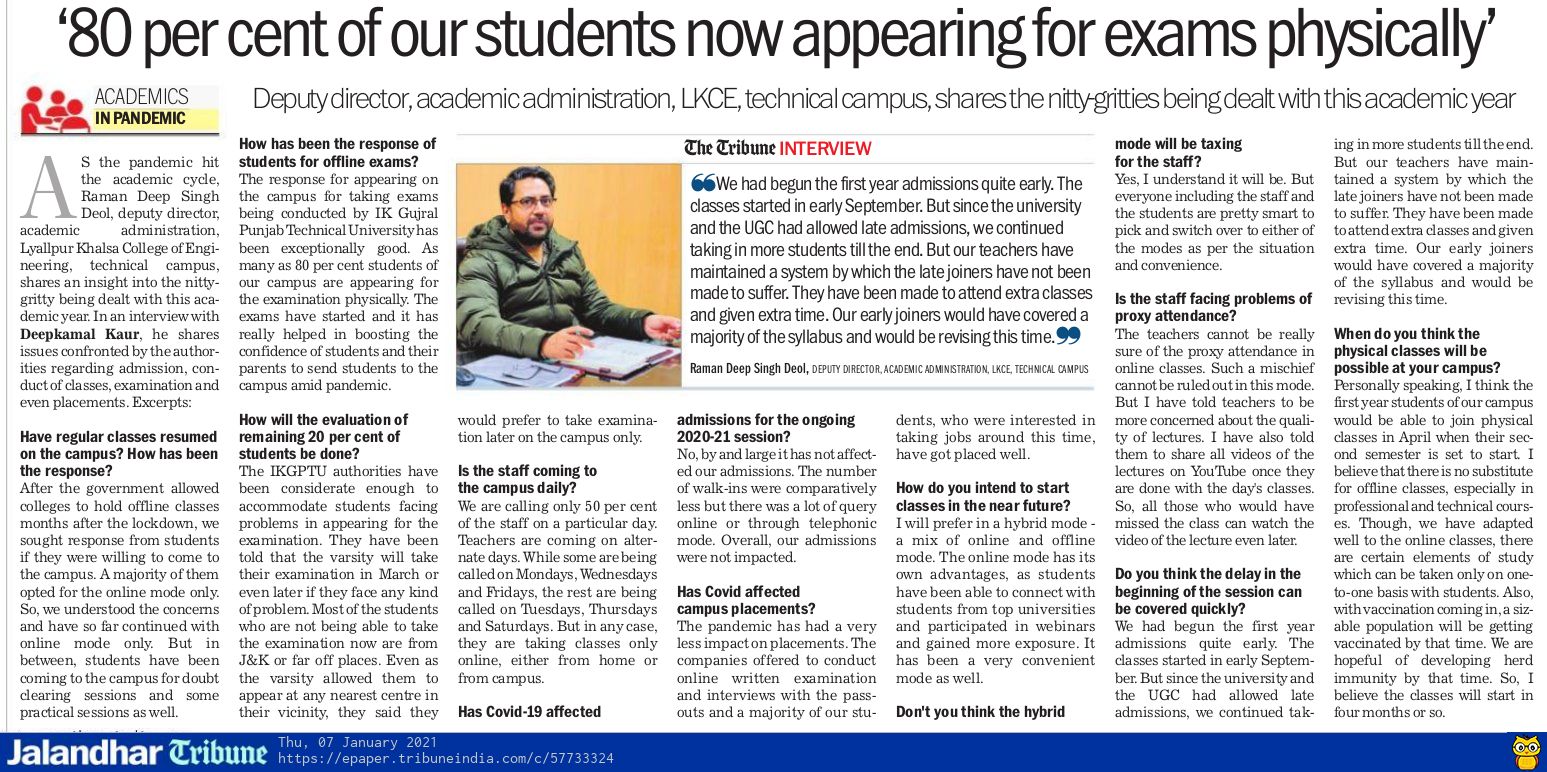 ‘80 per cent of our students now appearing for exams physically’
ACADEMICS
IN PANDEMIC
Deputy director, academic administration, LKCE, technical campus, shares the nitty-gritties being dealt with this academic year
AS the pandemic hit
the academic cycle,
Raman Deep Singh
Deol, deputy director,
academic administration,
Lyallpur Khalsa College of Engi-
neering, technical campus,
shares an insight into the nitty-
gritty being dealt with this aca-
demic year. In an interview with
Deepkamal Kaur, he shares
issues confronted by the author-
ities regarding admission, con-
duct of classes, examination and
even placements. Excerpts:
Have regular classes resumed
on the campus? How has been
the response?
After the government allowed
colleges to hold offline classes
months after the lockdown, we
sought response from students
if they were willing to come to
the campus. A majority of them
opted for the online mode only.
So, we understood the concerns
and have so far continued with
online mode only. But in
between, students have been
coming to the campus for doubt
clearing sessions and some
practical sessions as well.
How has been the response of
students for offline exams?
The response for appearing on
the campus for taking exams
being conducted by IK Gujral
Punjab Technical University has
been exceptionally good. As
many as 80 per cent students of
our campus are appearing for
the examination physically. The
exams have started and it has
really helped in boosting the
confidence of students and their
parents to send students to the
campus amid pandemic.
How will the evaluation of
remaining 20 per cent of
students be done?
The IKGPTU authorities have
been considerate enough to
accommodate students facing
problems in appearing for the
examination. They have been
told that the varsity will take
their examination in March or
even later if they face any kind
of problem. Most of the students
who are not being able to take
the examination now are from
J&K or far off places. Even as
the varsity allowed them to
appear at any nearest centre in
their vicinity, they said they
The Tribune INTERVIEW
“We had begun the first year admissions quite early. The
classes started in early September. But since the university
and the UGC had allowed late admissions, we continued
taking in more students till the end. But our teachers have
maintained a system by which the late joiners have not been
made to suffer. They have been made to attend extra classes
and given extra time. Our early joiners would have covered a
majority of the syllabus and would be revising this time.”
Raman Deep Singh Deol, DEPUTY DIRECTOR, ACADEMIC ADMINISTRATION, LKCE, TECHNICAL CAMPUS
would prefer to take examina-
tion later on the campus only.
Is the staff coming to
the campus daily?
We are calling only 50 per cent
of the staff on a particular day.
Teachers are coming on alter-
nate days. While some are being
called on Mondays, Wednesdays
and Fridays, the rest are being
called on Tuesdays, Thursdays
and Saturdays. But in any case,
they are taking classes only
online, either from home or
from campus.
Has Covid-19 affected
admissions for the ongoing
2020-21 session?
No, by and large it has not affect-
ed our admissions. The number
of walk-ins were comparatively
less but there was a lot of query
online or through telephonic
mode. Overall, our admissions
were not impacted.
Has Covid affected
campus placements?
The pandemic has had a very
less impact on placements. The
companies offered to conduct
online written examination
and interviews with the pass-
outs and a majority of our stu-
dents, who were interested in
taking jobs around this time,
have got placed well.
How do you intend to start
classes in the near future?
I will prefer in a hybrid mode -
a mix of online and offline
mode. The online mode has its
own advantages, as students
have been able to connect with
students from top universities
and participated in webinars
and gained more exposure. It
has been a very convenient
mode as well.
Don't you think the hybrid
mode will be taxing
for the staff?
Yes, I understand it will be. But
everyone including the staff and
the students are pretty smart to
pick and switch over to either of
the modes as per the situation
and convenience.
Is the staff facing problems of
proxy attendance?
The teachers cannot be really
sure of the proxy attendance in
online classes. Such a mischief
cannot be ruled out in this mode.
But I have told teachers to be
more concerned about the quali-
ty of lectures. I have also told
them to share all videos of the
lectures on YouTube once they
are done with the day's classes.
So, all those who would have
missed the class can watch the
video of the lecture even later.
Do you think the delay in the
beginning of the session can
be covered quickly?
We had begun the first year
admissions quite early. The
classes started in early Septem-
ber. But since the university and
the UGC had allowed late
admissions, we continued tak-
ing in more students till the end.
But our teachers have main-
tained a system by which the
late joiners have not been made
to suffer. They have been made
to attend extra classes and given
extra time. Our early joiners
would have covered a majority
of the syllabus and would be
revising this time.
When do you think the
physical classes will be
possible at your campus?
Personally speaking, I think the
first year students of our campus
would be able to join physical
classes in April when their sec-
ond semester is set to start. I
believe that there is no substitute
for offline classes, especially in
professional and technical cours-
es. Though, we have adapted
well to the online classes, there
are certain elements of study
which can be taken only on one-
to-one basis with students. Also,
with vaccination coming in, a siz-
able population will be getting
vaccinated by that time. We are
hopeful of developing herd
immunity by that time. So, I
believe the classes will start in
four months or so.
Jalandhar Tribune
Thu, 07 January 2021
https://epaper.tribuneindia.com/c/57733324